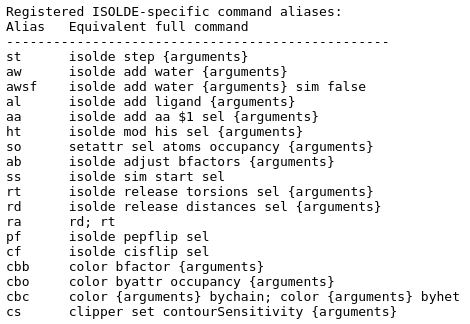 Registered ISOLDE-specific command aliases:
Alias   Equivalent full command
-------------------------------------------------
st      isolde step {arguments}
aw      isolde add water {arguments}
awsf    isolde add water {arguments} sim false
al      isolde add ligand {arguments}
aa      isolde add aa $1 sel {arguments}
ht      isolde mod his sel {arguments}
so      setattr sel atoms occupancy {arguments}
ab      isolde adjust bfactors {arguments}
ss      isolde sim start sel
rt      isolde release torsions sel {arguments}
rd      isolde release distances sel {arguments}
ra      rd; rt
pf      isolde pepflip sel
cf      isolde cisflip sel
cbb     color bfactor {arguments}
cbo     color byattr occupancy {arguments}
cbc     color {arguments} bychain; color {arguments} byhet
cs      clipper set contourSensitivity {arguments}